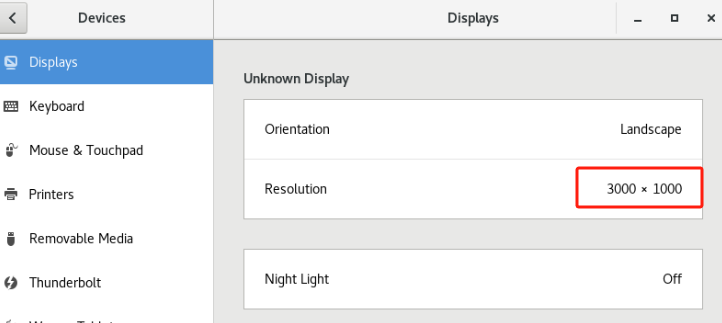 Devices
Displays
Displays
Keyboard
Mouse & Touchpad
Printers
Removable Media
Thunderbolt
Unknown Display
Orientation Landscape
Resolution 3000 × 1000
Night Light Off